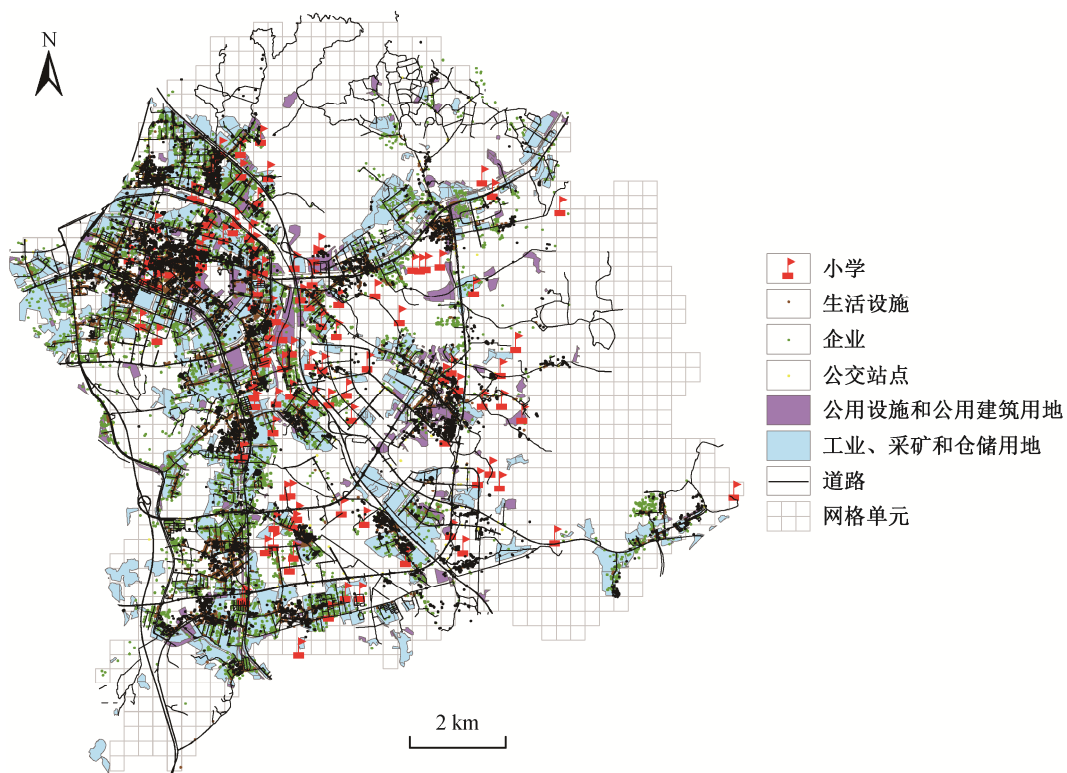 N
小学
生活设施
企业
公交站点
公用设施和公用建筑用地
工业、采矿和仓储用地
道路
网格单元
2 km